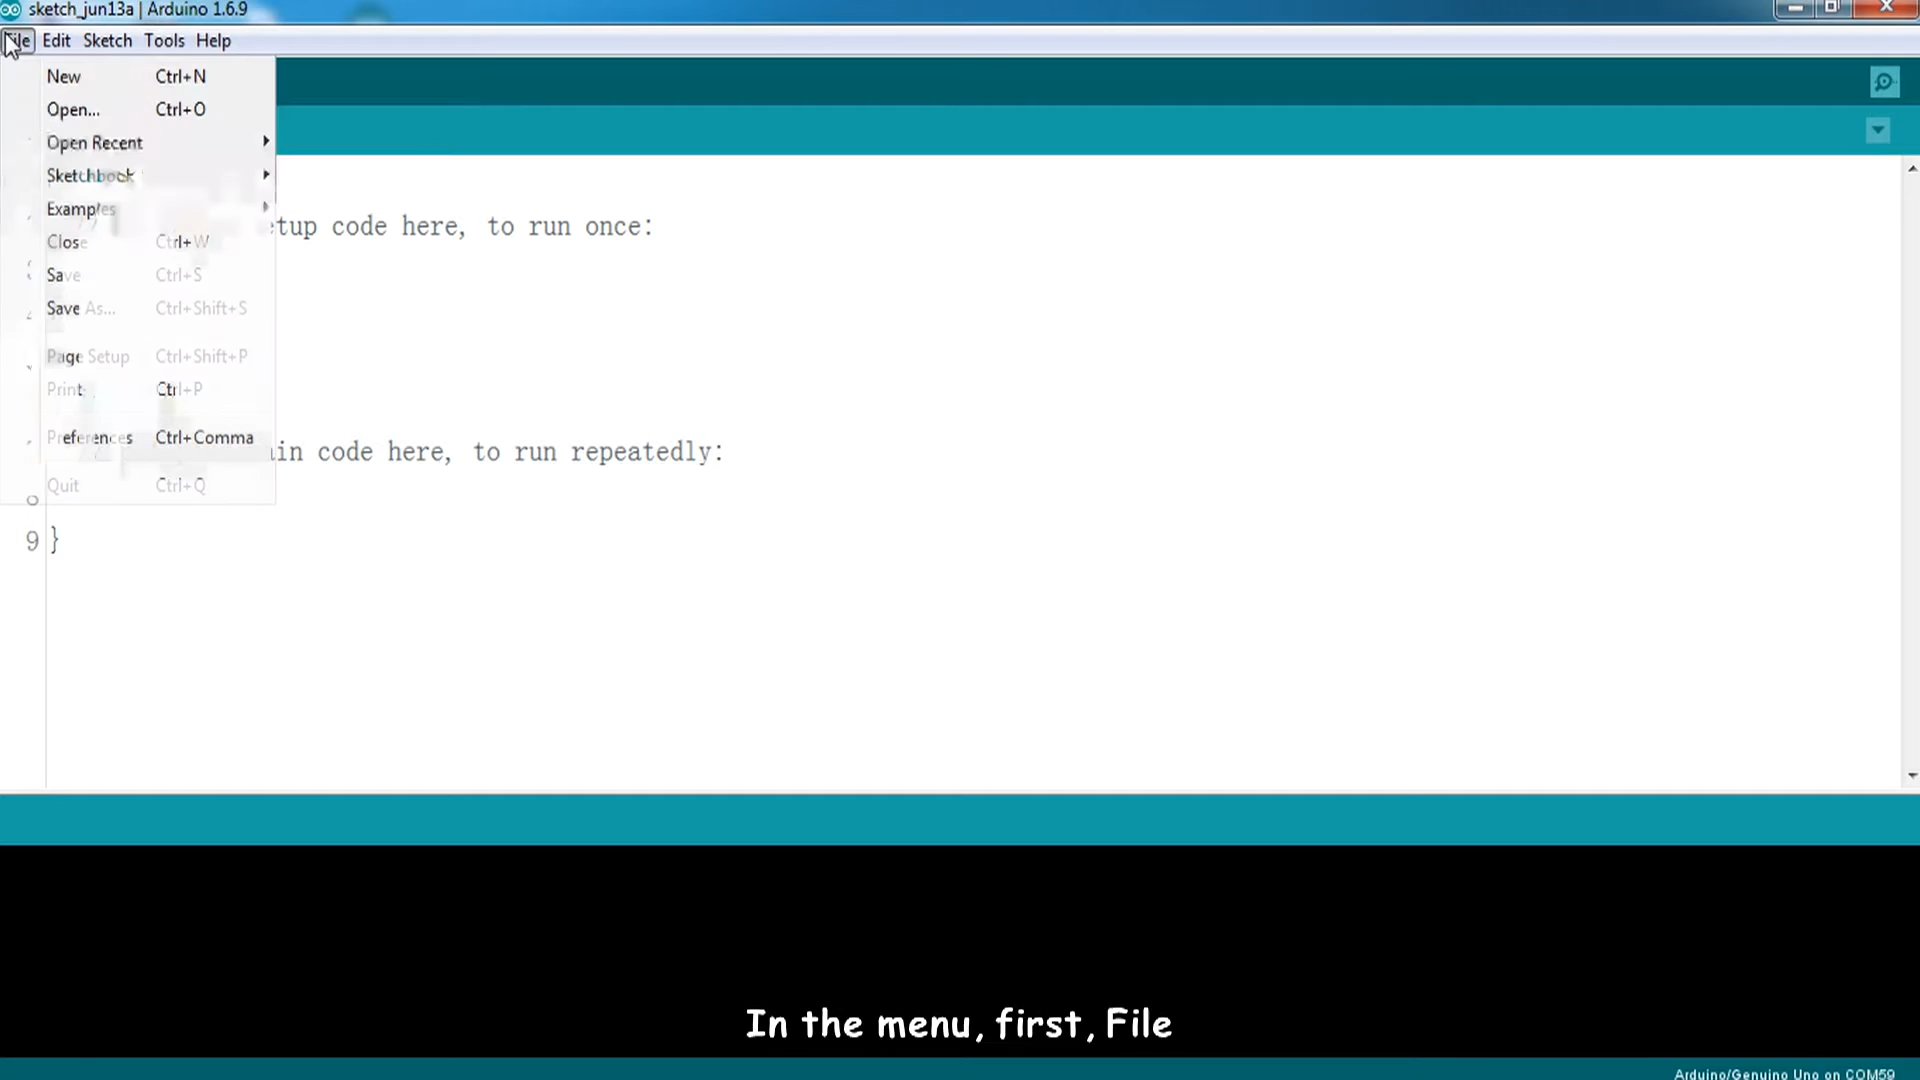 sketch_jun13a | Arduino 1.6.9
File Edit Sketch Tools Help
New Ctrl+N
Open... Ctrl+O
Open Recent
Sketchbook
Examples
etup code here, to run once:
Close Ctrl+W
Save Ctrl+S
Save As... Ctrl+Shift+S
Page Setup Ctrl+Shift+P
Print Ctrl+P
Preferences Ctrl+Comma
ain code here, to run repeatedly:
Quit Ctrl+Q
9 }
In the menu, first, File
Arduino/Genuino Uno on COM59